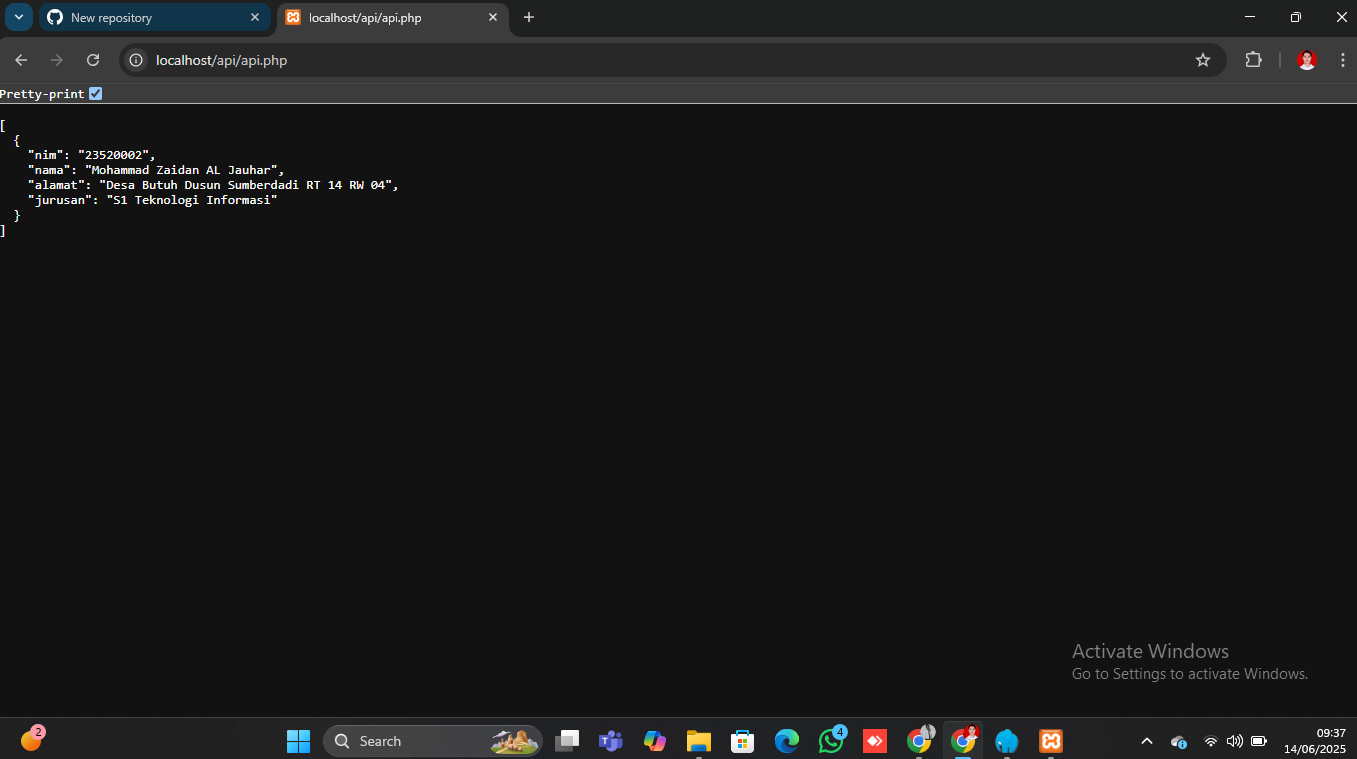 New repository
localhost/api/api.php
localhost/api/api.php
Pretty-print
[
{
"nim": "23520002",
"nama": "Mohammad Zaidan AL Jauhar",
"alamat": "Desa Butuh Dusun Sumberdadi RT 14 RW 04",
"jurusan": "S1 Teknologi Informasi"
}
]
Activate Windows
Go to Settings to activate Windows.
2
Search
4
09:37
14/06/2025